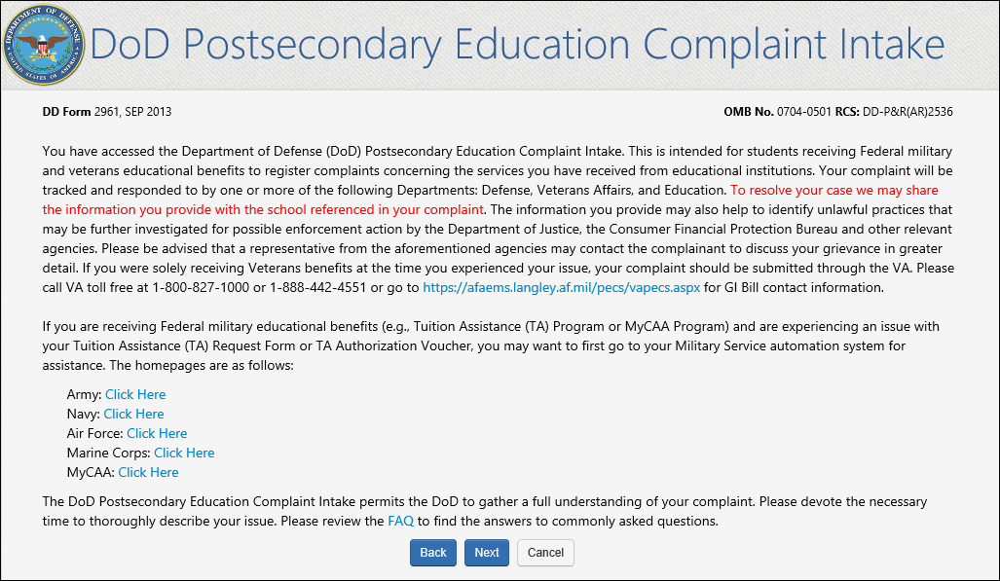 DEPARTMENT OF DEFENSE
UNITED STATES OF AMERICA
DoD Postsecondary Education Complaint Intake
DD Form 2961, SEP 2013
OMB No. 0704-0501 RCS: DD-P&R(AR)2536
You have accessed the Department of Defense (DoD) Postsecondary Education Complaint Intake. This is intended for students receiving Federal military
and veterans educational benefits to register complaints concerning the services you have received from educational institutions. Your complaint will be
tracked and responded to by one or more of the following Departments: Defense, Veterans Affairs, and Education. To resolve your case we may share
the information you provide with the school referenced in your complaint. The information you provide may also help to identify unlawful practices that
may be further investigated for possible enforcement action by the Department of Justice, the Consumer Financial Protection Bureau and other relevant
agencies. Please be advised that a representative from the aforementioned agencies may contact the complainant to discuss your grievance in greater
detail. If you were solely receiving Veterans benefits at the time you experienced your issue, your complaint should be submitted through the VA. Please
call VA toll free at 1-800-827-1000 or 1-888-442-4551 or go to https://afaems.langley.af.mil/pecs/vapecs.aspx for GI Bill contact information.
If you are receiving Federal military educational benefits (e.g., Tuition Assistance (TA) Program or MyCAA Program) and are experiencing an issue with
your Tuition Assistance (TA) Request Form or TA Authorization Voucher, you may want to first go to your Military Service automation system for
assistance. The homepages are as follows:
Army: Click Here
Navy: Click Here
Air Force: Click Here
Marine Corps: Click Here
MyCAA: Click Here
The DoD Postsecondary Education Complaint Intake permits the DoD to gather a full understanding of your complaint. Please devote the necessary
time to thoroughly describe your issue. Please review the FAQ to find the answers to commonly asked questions.
Back
Next
Cancel